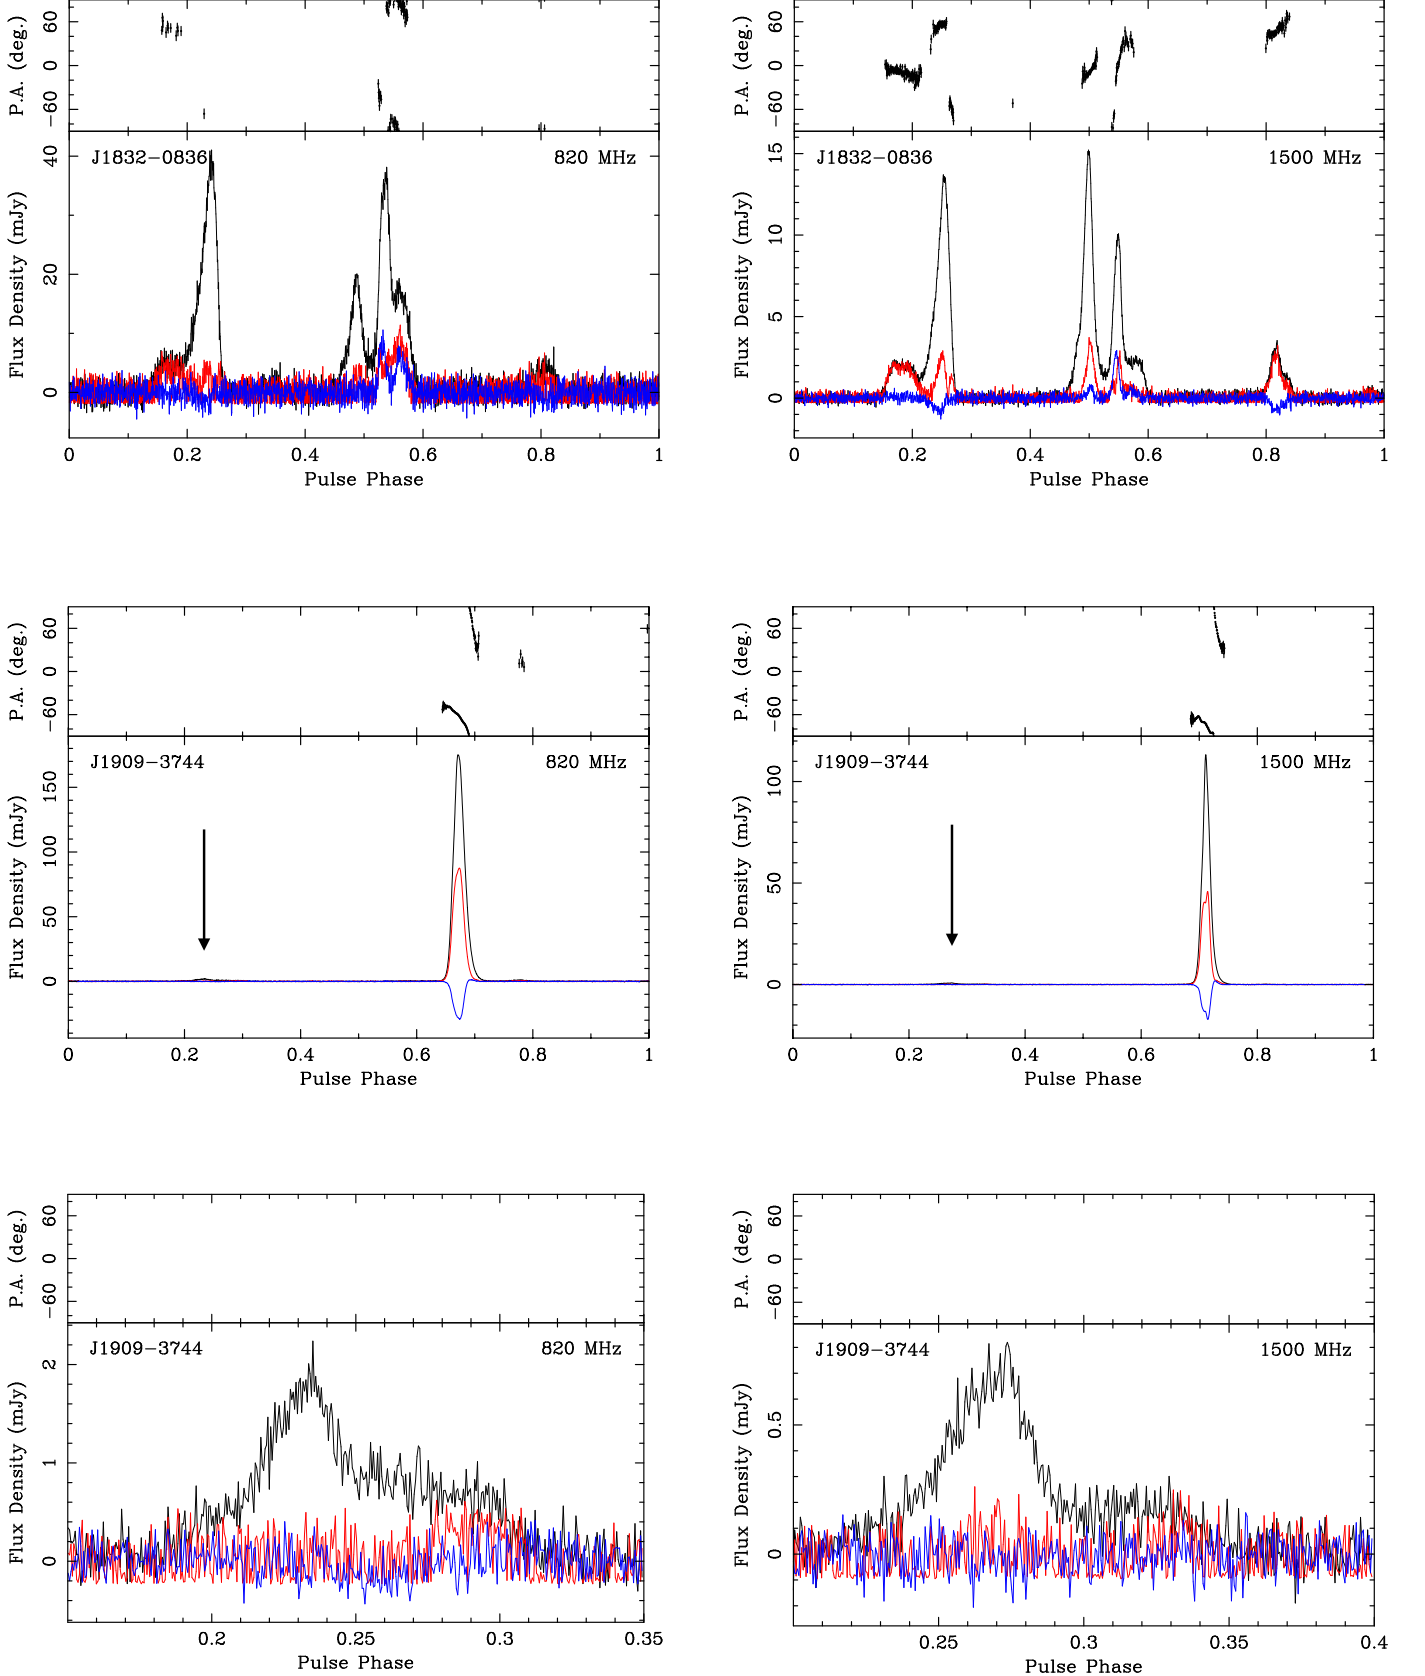 P.A. (deg.)
60
0
−60
J1832−0836
820 MHz
Flux Density (mJy)
40
20
0
0
0.2
0.4
0.6
0.8
1
Pulse Phase
P.A. (deg.)
60
0
−60
J1832−0836
1500 MHz
Flux Density (mJy)
15
10
5
0
0
0.2
0.4
0.6
0.8
1
Pulse Phase
P.A. (deg.)
60
0
−60
J1909−3744
820 MHz
Flux Density (mJy)
150
100
50
0
0
0.2
0.4
0.6
0.8
1
Pulse Phase
P.A. (deg.)
60
0
−60
J1909−3744
1500 MHz
Flux Density (mJy)
100
50
0
0
0.2
0.4
0.6
0.8
1
Pulse Phase
P.A. (deg.)
60
0
−60
J1909−3744
820 MHz
Flux Density (mJy)
2
1
0
0.2
0.25
0.3
0.35
Pulse Phase
P.A. (deg.)
60
0
−60
J1909−3744
1500 MHz
Flux Density (mJy)
0.5
0
0.25
0.3
0.35
0.4
Pulse Phase